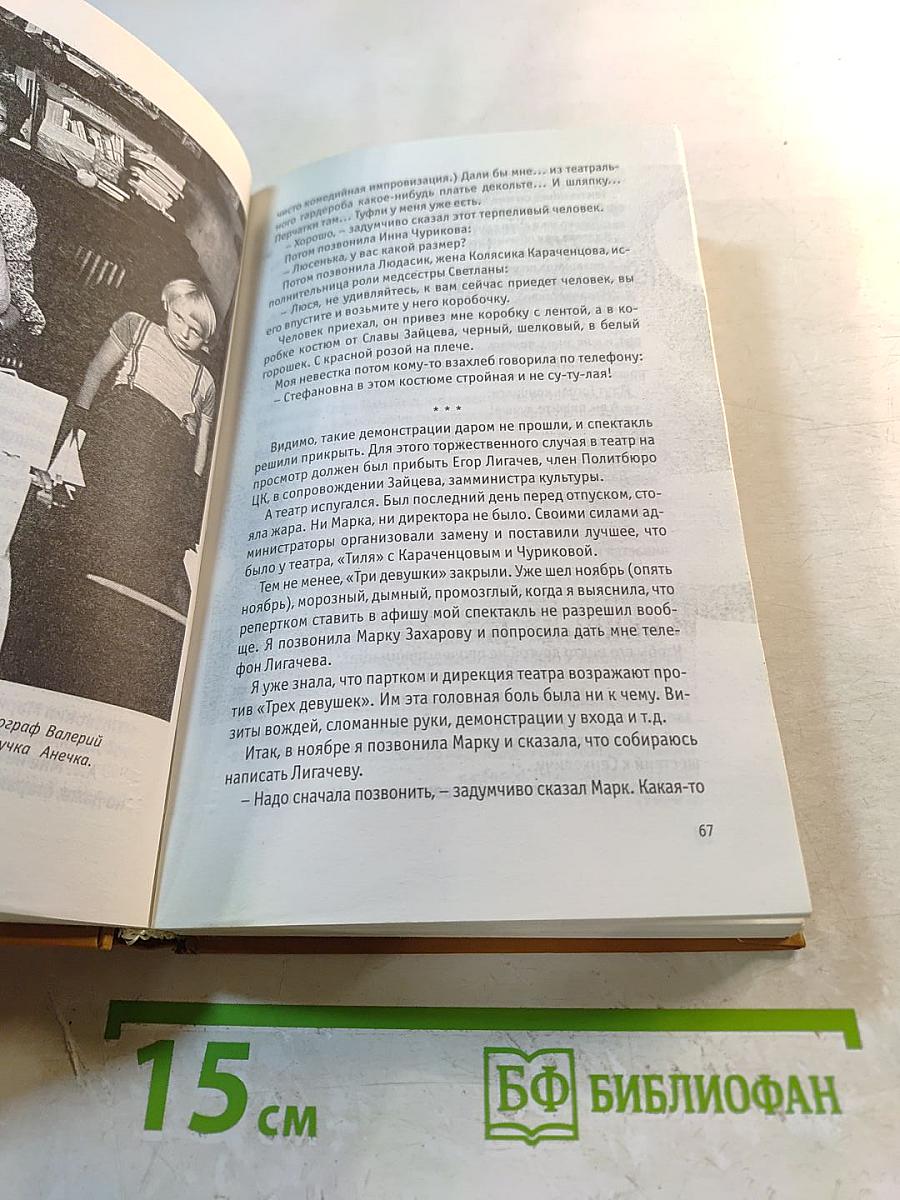 ограф Валерий
учка Анечка.
чисто комедийная импровизация.) Дали бы мне... из театраль-
ного гардероба какое-нибудь платье декольте... И шляпку...
Перчатки там... Туфли у меня уже есть.
– Хорошо, – задумчиво сказал этот терпеливый человек.
Потом позвонила Инна Чурикова:
– Люсенька, у вас какой размер?
Потом позвонила Людасик, жена Колясика Караченцова, ис-
полнительница роли медсестры Светланы:
– Люся, не удивляйтесь, к вам сейчас приедет человек, вы
его впустите и возьмите у него коробочку.
Человек приехал, он привез мне коробку с лентой, а в ко-
робке костюм от Славы Зайцева, черный, шелковый, в белый
горошек. С красной розой на плече.
Моя невестка потом кому-то взахлеб говорила по телефону:
– Стефановна в этом костюме стройная и не су-ту-лая!
* * *
Видимо, такие демонстрации даром не прошли, и спектакль
решили прикрыть. Для этого торжественного случая в театр на
просмотр должен был прибыть Егор Лигачев, член Политбюро
ЦК, в сопровождении Зайцева, замминистра культуры.
А театр испугался. Был последний день перед отпуском, сто-
яла жара. Ни Марка, ни директора не было. Своими силами ад-
министраторы организовали замену и поставили лучшее, что
было у театра, «Тиля» с Караченцовым и Чуриковой.
Тем не менее, «Три девушки» закрыли. Уже шел ноябрь (опять
ноябрь), морозный, дымный, промозглый, когда я выяснила, что
репертком ставить в афишу мой спектакль не разрешил вооб-
ще. Я позвонила Марку Захарову и попросила дать мне теле-
фон Лигачева.
Я уже знала, что партком и дирекция театра возражают про-
тив «Трех девушек». Им эта головная боль была ни к чему. Ви-
зиты вождей, сломанные руки, демонстрации у входа и т.д.
Итак, в ноябре я позвонила Марку и сказала, что собираюсь
написать Лигачеву.
– Надо сначала позвонить, – задумчиво сказал Марк. Какая-то
67
15 см
БФ БИБЛИОФАН